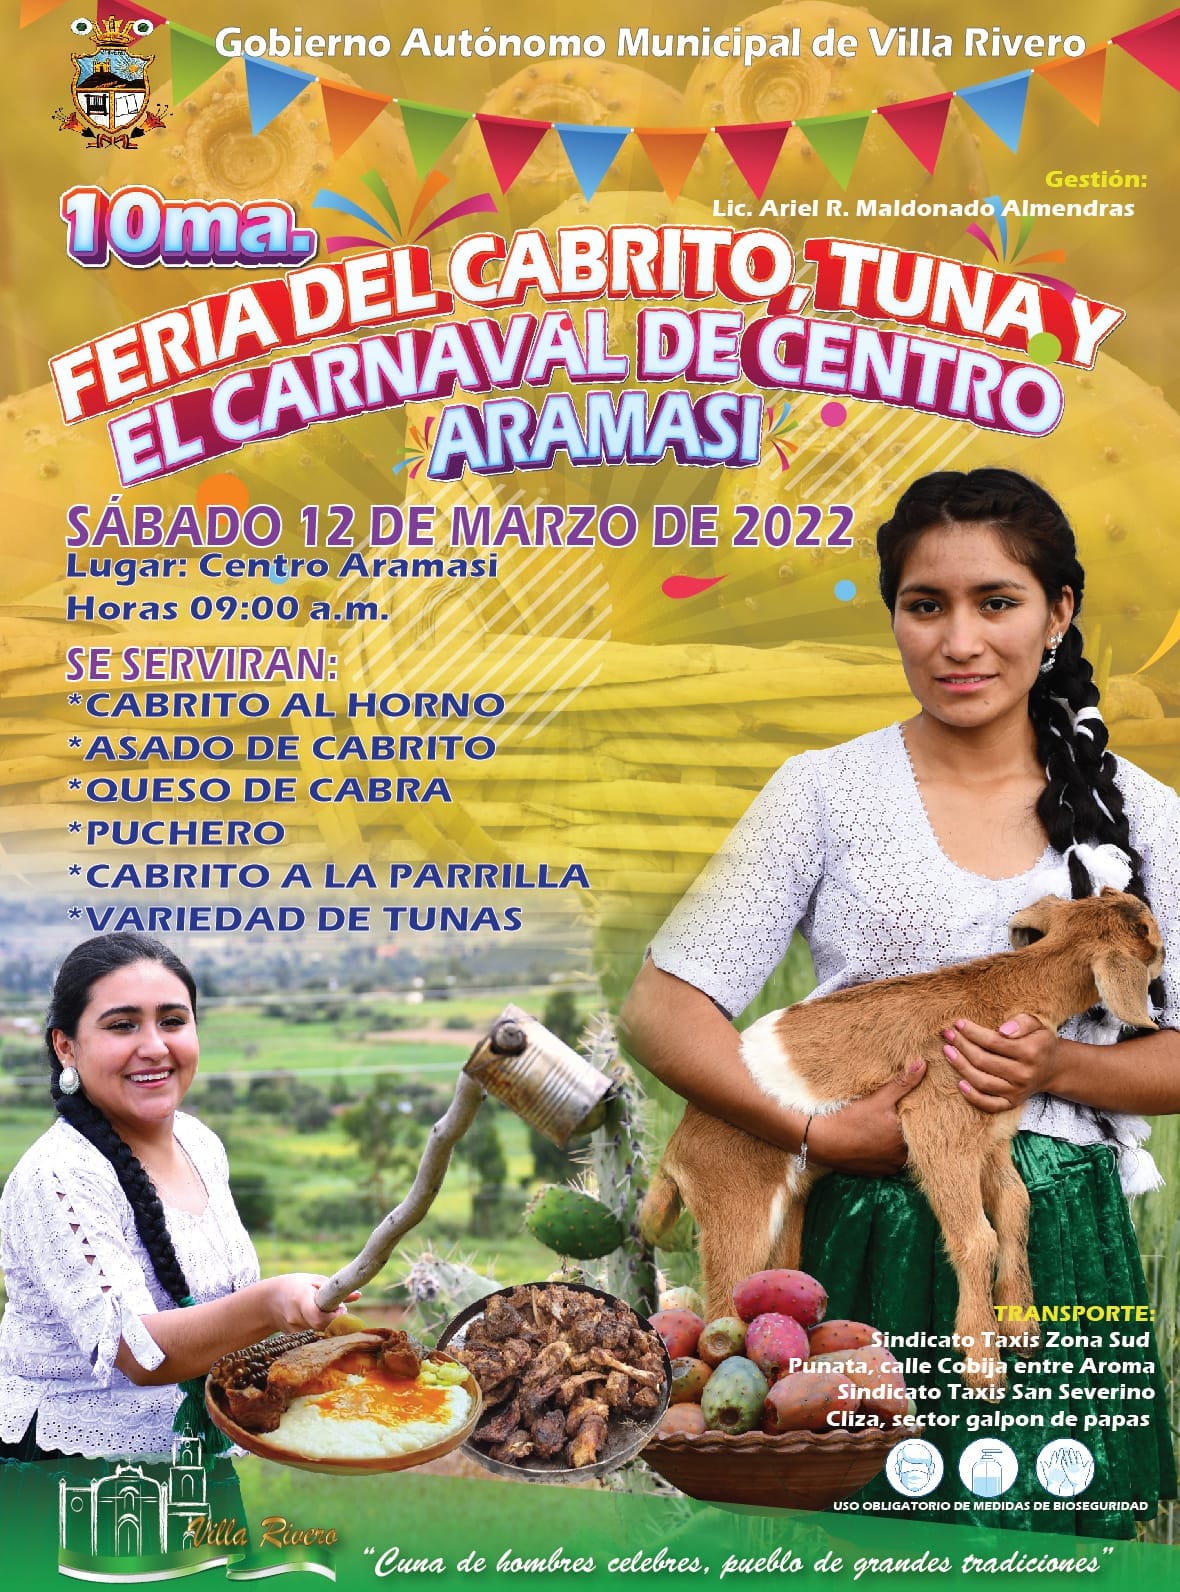 Gobierno Autónomo Municipal de Villa Rivero
Gestión:
Lic. Ariel R. Maldonado Almendras
10ma.
FERIA DEL CABRITO, TUNA Y
EL CARNAVAL DE CENTRO
ARAMASI
SÁBADO 12 DE MARZO DE 2022
Lugar: Centro Aramasi
Horas 09:00 a.m.
SE SERVIRAN:
*CABRITO AL HORNO
*ASADO DE CABRITO
*QUESO DE CABRA
*PUCHERO
*CABRITO A LA PARRILLA
*VARIEDAD DE TUNAS
TRANSPORTE:
Sindicato Taxis Zona Sud
Punata, calle Cobija entre Aroma
Sindicato Taxis San Severino
Cliza, sector galpon de papas
USO OBLIGATORIO DE MEDIDAS DE BIOSEGURIDAD
Villa Rivero
"Cuna de hombres celebres, pueblo de grandes tradiciones"